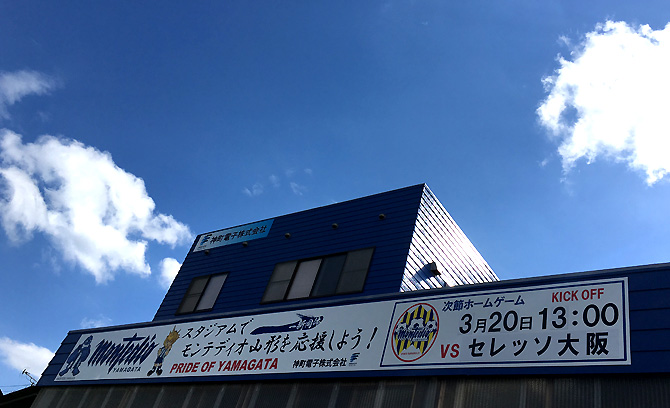 神町電子株式会社
montedio
YAMAGATA
スタジアムで
モンテディオ山形を応援しよう！
PRIDE OF YAMAGATA 神町電子株式会社
次節ホームゲーム KICK OFF
3月20日 13:00
VS セレッソ大阪